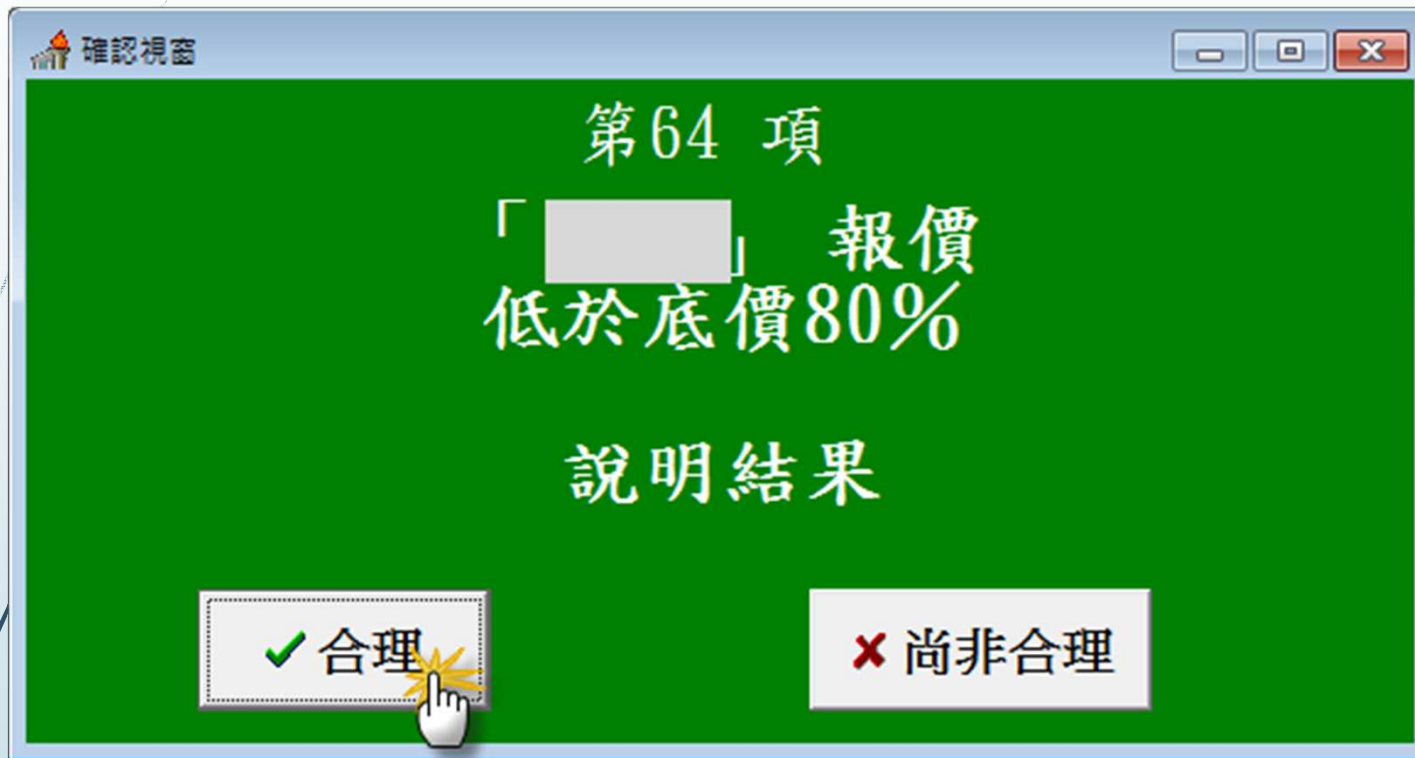 確認視窗
第64 項
「 」 報價
低於底價80%
說明結果
合理
尚非合理